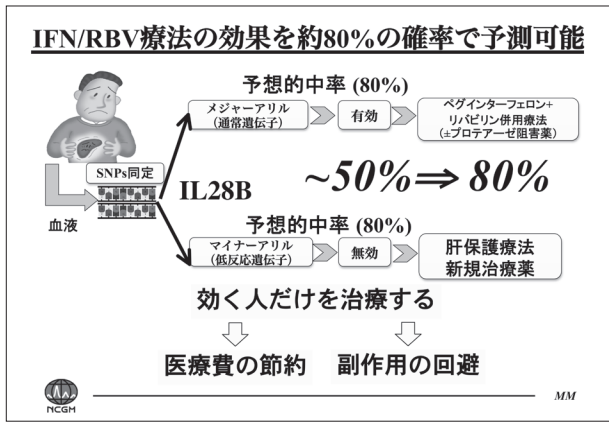 IFN/RBV療法の効果を約80%の確率で予測可能
予想的中率 (80%)
メジャーアリル
(通常遺伝子)
有効
ペグインターフェロン+
リバビリン併用療法
(±プロテアーゼ阻害薬)
SNPs同定
IL28B
~50%⇒80%
血液
予想的中率 (80%)
マイナーアリル
(低反応遺伝子)
無効
肝保護療法
新規治療薬
効く人だけを治療する
医療費の節約
副作用の回避
NCGM
MM